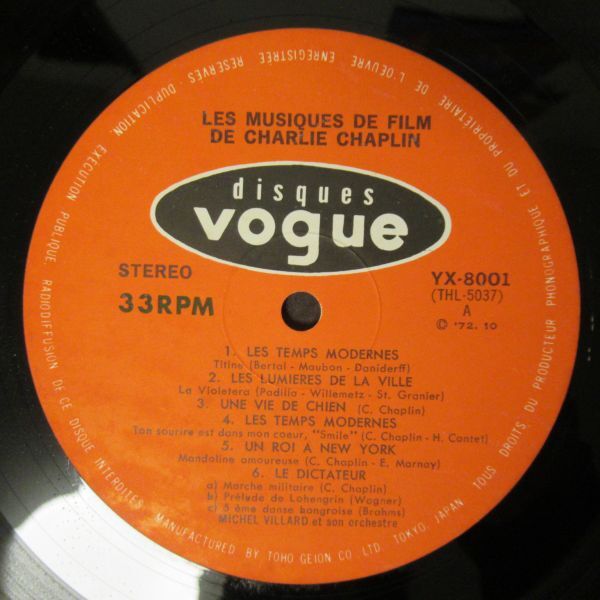 LES MUSIQUES DE FILM
DE CHARLIE CHAPLIN
disques
vogue
STEREO
33RPM
YX-8001
(THL-5037)
A
© '72. 10
1. LES TEMPS MODERNES
Titine (Bertal - Maubon - Daniderff)
2. LES LUMIERES DE LA VILLE
La Violetera (Padilla - Willemetz - St. Granier)
3. UNE VIE DE CHIEN (C. Chaplin)
4. LES TEMPS MODERNES
Ton sourire est dans mon coeur, "Smile" (C. Chaplin - H. Contet)
5. UN ROI A NEW YORK
Mandoline amoureuse (C. Chaplin - E. Marnay)
6. LE DICTATEUR
a) Marche militaire (C. Chaplin)
b) Prélude de Lohengrin (Wagner)
c) 5 ème danse hongroise (Brahms)
MICHEL VILLARD et son orchestre
TOUS DROITS DU PRODUCTEUR PHONOGRAPHIQUE ET DU PROPRIETAIRE DE L'OEUVRE ENREGISTRÉE RESERVÉS · DUPLICATION, EXECUTION PUBLIQUE, RADIODIFFUSION DE CE DISQUE INTERDITES
MANUFACTURED BY TOHO GEION CO. LTD. TOKYO, JAPAN